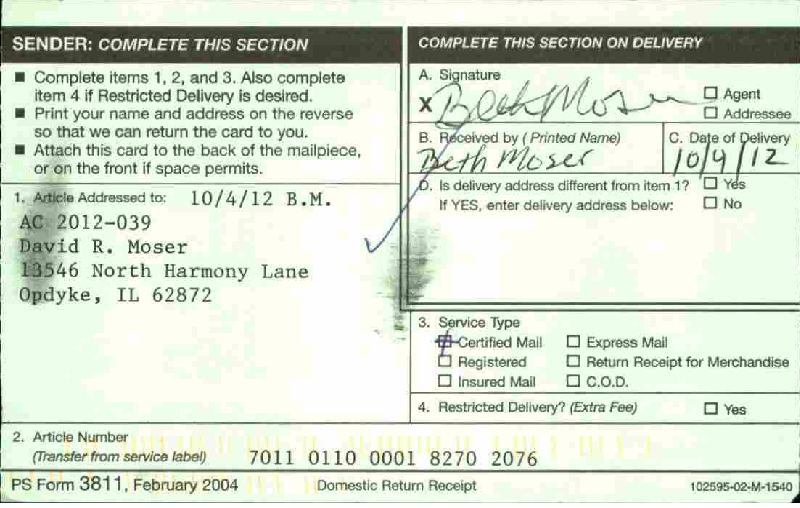 SENDER: COMPLETE THIS SECTION
■ Complete items 1, 2, and 3. Also complete
item 4 if Restricted Delivery is desired.
■ Print your name and address on the reverse
so that we can return the card to you.
■ Attach this card to the back of the mailpiece,
or on the front if space permits.
1. Article Addressed to: 10/4/12 B.M.
AC 2012-039
David R. Moser
13546 North Harmony Lane
Opdyke, IL 62872
2. Article Number
(Transfer from service label) 7011 0110 0001 8270 2076
COMPLETE THIS SECTION ON DELIVERY
A. Signature
X Beth Moser
☐ Agent
☐ Addressee
B. Received by (Printed Name)
Beth Moser
C. Date of Delivery
10/9/12
D. Is delivery address different from item 1? ☐ Yes
If YES, enter delivery address below: ☐ No
3. Service Type
Certified Mail ☐ Express Mail
☐ Registered ☐ Return Receipt for Merchandise
☐ Insured Mail ☐ C.O.D.
4. Restricted Delivery? (Extra Fee) ☐ Yes
PS Form 3811, February 2004 Domestic Return Receipt 102595-02-M-1540